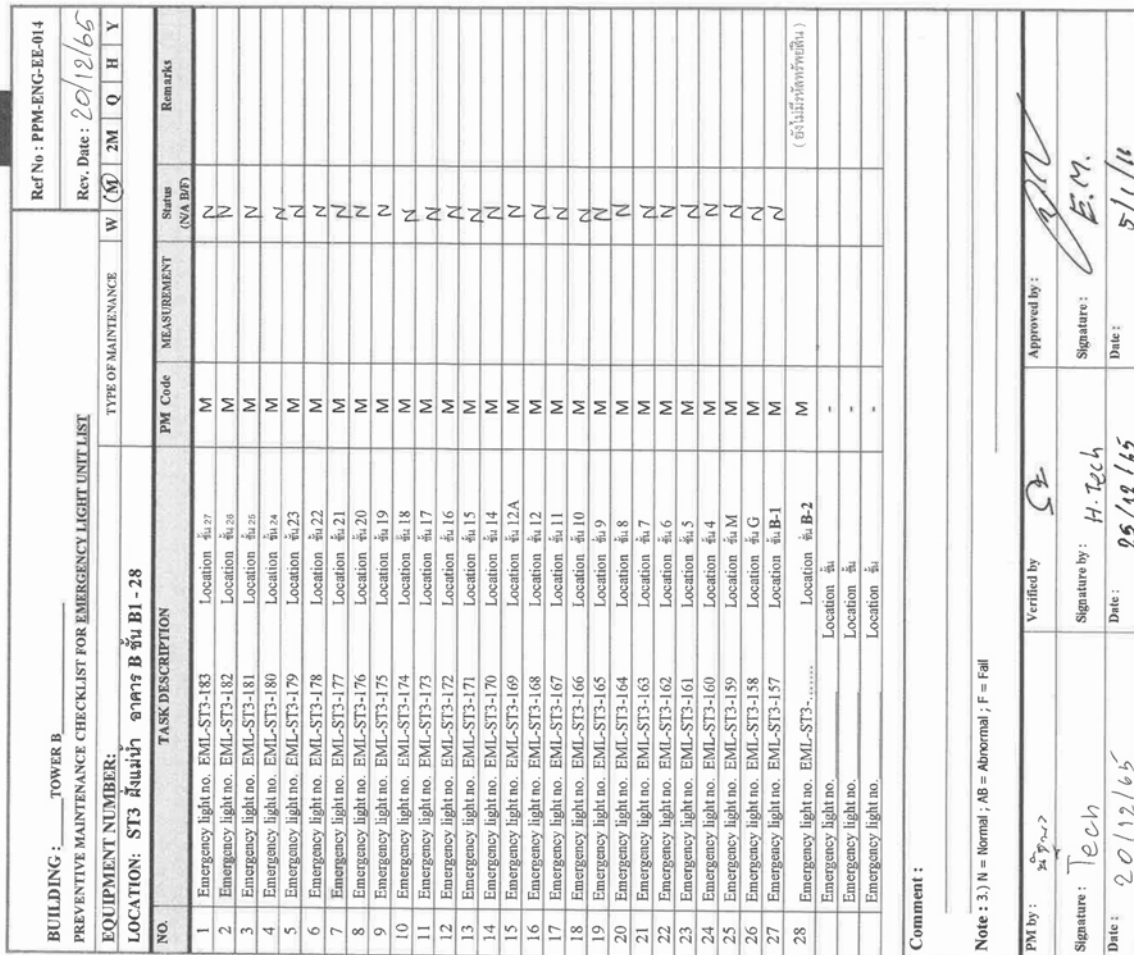 Ref No : PPM-ENG-EE-014
BUILDING : TOWER B
Rev. Date : 20/12/65
PREVENTIVE MAINTENANCE CHECKLIST FOR EMERGENCY LIGHT UNIT LIST
EQUIPMENT NUMBER: TYPE OF MAINTENANCE W M 2M Q H Y
LOCATION: ST3 ฝั่งแม่น้ำ อาคาร B ชั้น B1 - 28
NO. TASK DESCRIPTION PM Code MEASUREMENT Status (N/A B/F) Remarks
1 Emergency light no. EML-ST3-183 Location ชั้น 27 M N
2 Emergency light no. EML-ST3-182 Location ชั้น 26 M N
3 Emergency light no. EML-ST3-181 Location ชั้น 25 M N
4 Emergency light no. EML-ST3-180 Location ชั้น 24 M N
5 Emergency light no. EML-ST3-179 Location ชั้น 23 M N
6 Emergency light no. EML-ST3-178 Location ชั้น 22 M N
7 Emergency light no. EML-ST3-177 Location ชั้น 21 M N
8 Emergency light no. EML-ST3-176 Location ชั้น 20 M N
9 Emergency light no. EML-ST3-175 Location ชั้น 19 M N
10 Emergency light no. EML-ST3-174 Location ชั้น 18 M N
11 Emergency light no. EML-ST3-173 Location ชั้น 17 M N
12 Emergency light no. EML-ST3-172 Location ชั้น 16 M N
13 Emergency light no. EML-ST3-171 Location ชั้น 15 M N
14 Emergency light no. EML-ST3-170 Location ชั้น 14 M N
15 Emergency light no. EML-ST3-169 Location ชั้น 12A M N
16 Emergency light no. EML-ST3-168 Location ชั้น 12 M N
17 Emergency light no. EML-ST3-167 Location ชั้น 11 M N
18 Emergency light no. EML-ST3-166 Location ชั้น 10 M N
19 Emergency light no. EML-ST3-165 Location ชั้น 9 M N
20 Emergency light no. EML-ST3-164 Location ชั้น 8 M N
21 Emergency light no. EML-ST3-163 Location ชั้น 7 M N
22 Emergency light no. EML-ST3-162 Location ชั้น 6 M N
23 Emergency light no. EML-ST3-161 Location ชั้น 5 M N
24 Emergency light no. EML-ST3-160 Location ชั้น 4 M N
25 Emergency light no. EML-ST3-159 Location ชั้น M M N
26 Emergency light no. EML-ST3-158 Location ชั้น G M N
27 Emergency light no. EML-ST3-157 Location ชั้น B-1 M N
28 Emergency light no. EML-ST3-....... Location ชั้น B-2 M ( ยังไม่มีรหัสทรัพย์สิน )
Emergency light no. Location ชั้น -
Emergency light no. Location ชั้น -
Emergency light no. Location ชั้น -
Comment :
Note : 3.) N = Normal ; AB = Abnormal ; F = Fail
PM by : Verified by Approved by :
Signature : Tech Signature by : H. Tech Signature : E.M.
Date : 20/12/65 Date : 25/12/65 Date :